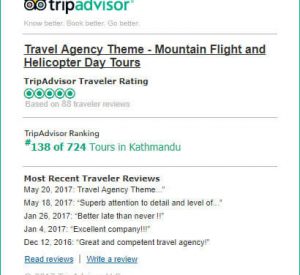 tripadvisor®
Know better. Book better. Go better.
Travel Agency Theme - Mountain Flight and
Helicopter Day Tours
TripAdvisor Traveler Rating
Based on 88 traveler reviews
TripAdvisor Ranking
#138 of 724 Tours in Kathmandu
Most Recent Traveler Reviews
May 20, 2017: Travel Agency Theme..."
May 18, 2017: "Superb attention to detail and level of..."
Jan 26, 2017: "Better late than never !!"
Jan 4, 2017: "Excellent company!!!"
Dec 12, 2016: "Great and competent travel agency!"
Read reviews | Write a review